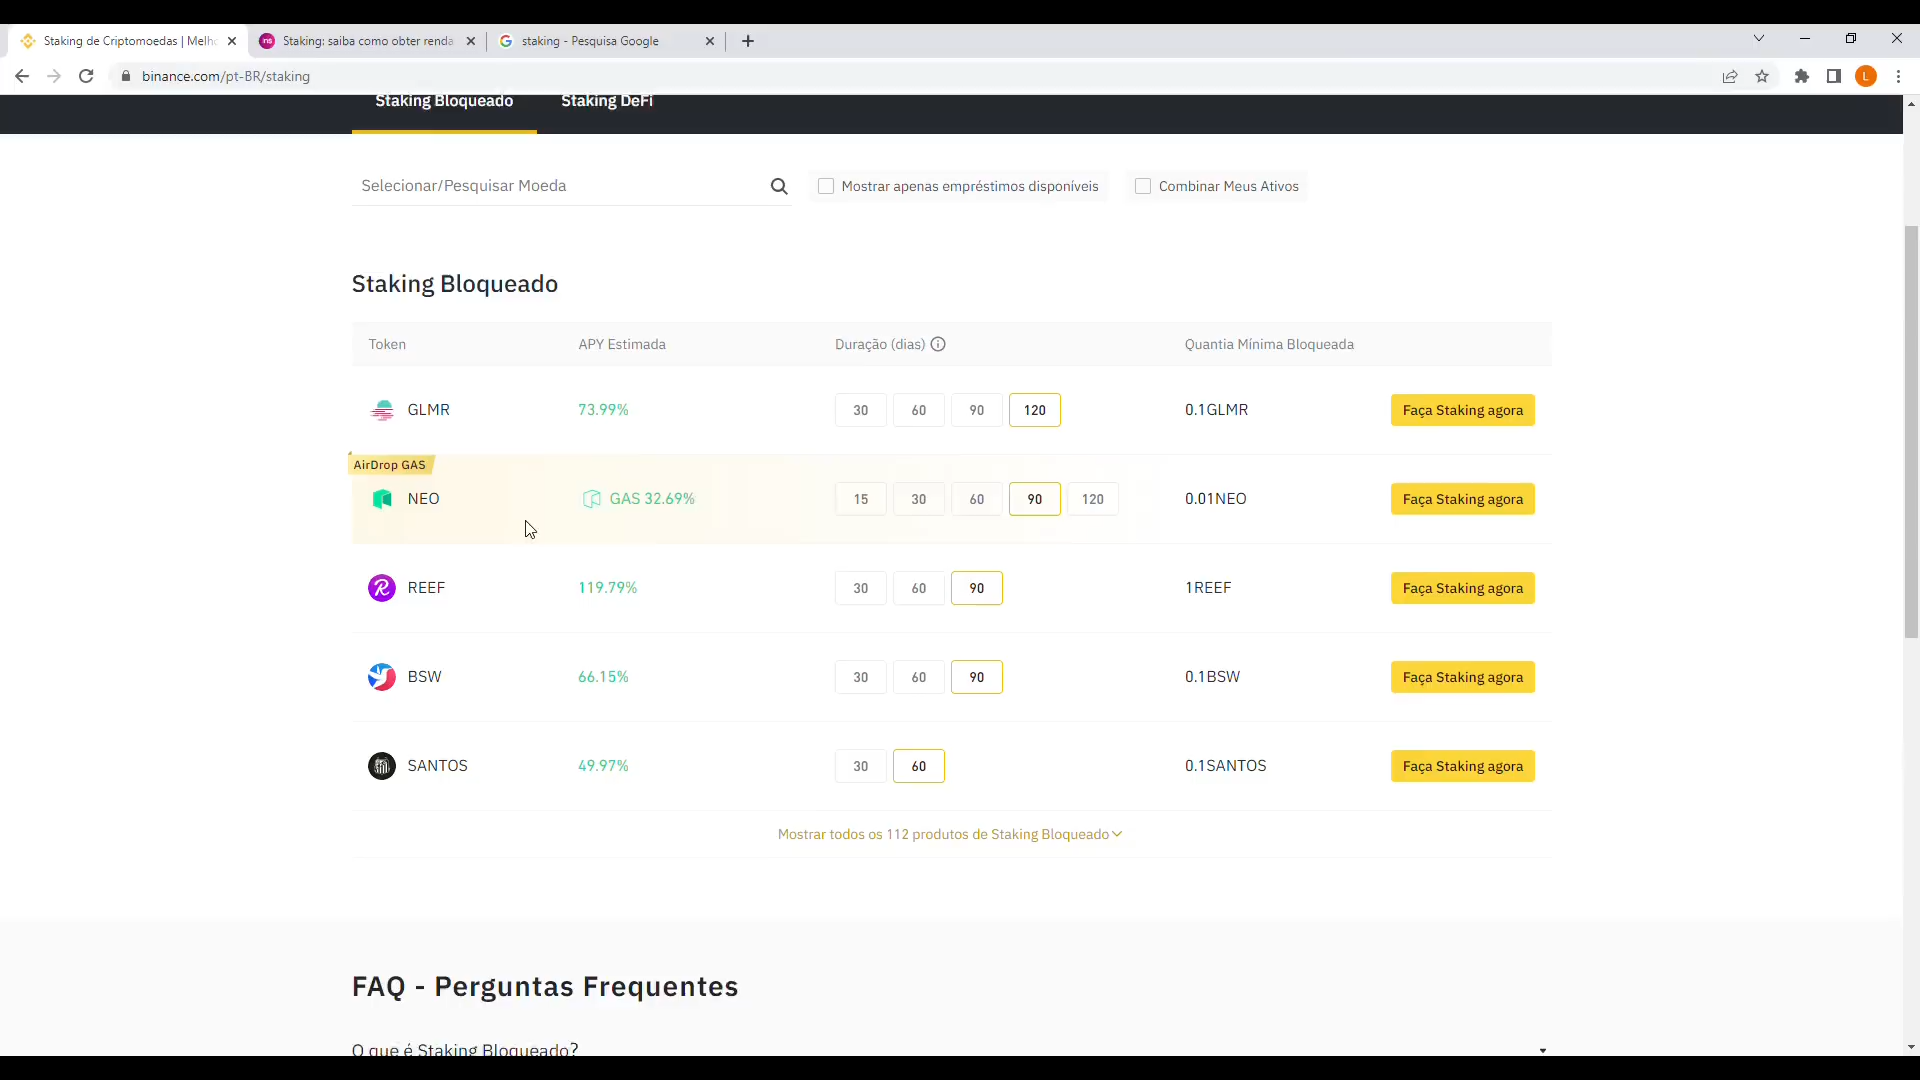 Staking de Criptomoedas | Melho
Staking: saiba como obter renda
staking - Pesquisa Google
binance.com/pt-BR/staking
L
Staking Bloqueado
Staking DeFi
Selecionar/Pesquisar Moeda
Mostrar apenas empréstimos disponíveis
Combinar Meus Ativos
Staking Bloqueado
Token APY Estimada Duração (dias) Quantia Mínima Bloqueada
GLMR 73.99% 30 60 90 120 0.1GLMR Faça Staking agora
AirDrop GAS
NEO GAS 32.69% 15 30 60 90 120 0.01NEO Faça Staking agora
REEF 119.79% 30 60 90 1REEF Faça Staking agora
BSW 66.15% 30 60 90 0.1BSW Faça Staking agora
SANTOS 49.97% 30 60 0.1SANTOS Faça Staking agora
Mostrar todos os 112 produtos de Staking Bloqueado
FAQ - Perguntas Frequentes
O que é Staking Bloqueado?